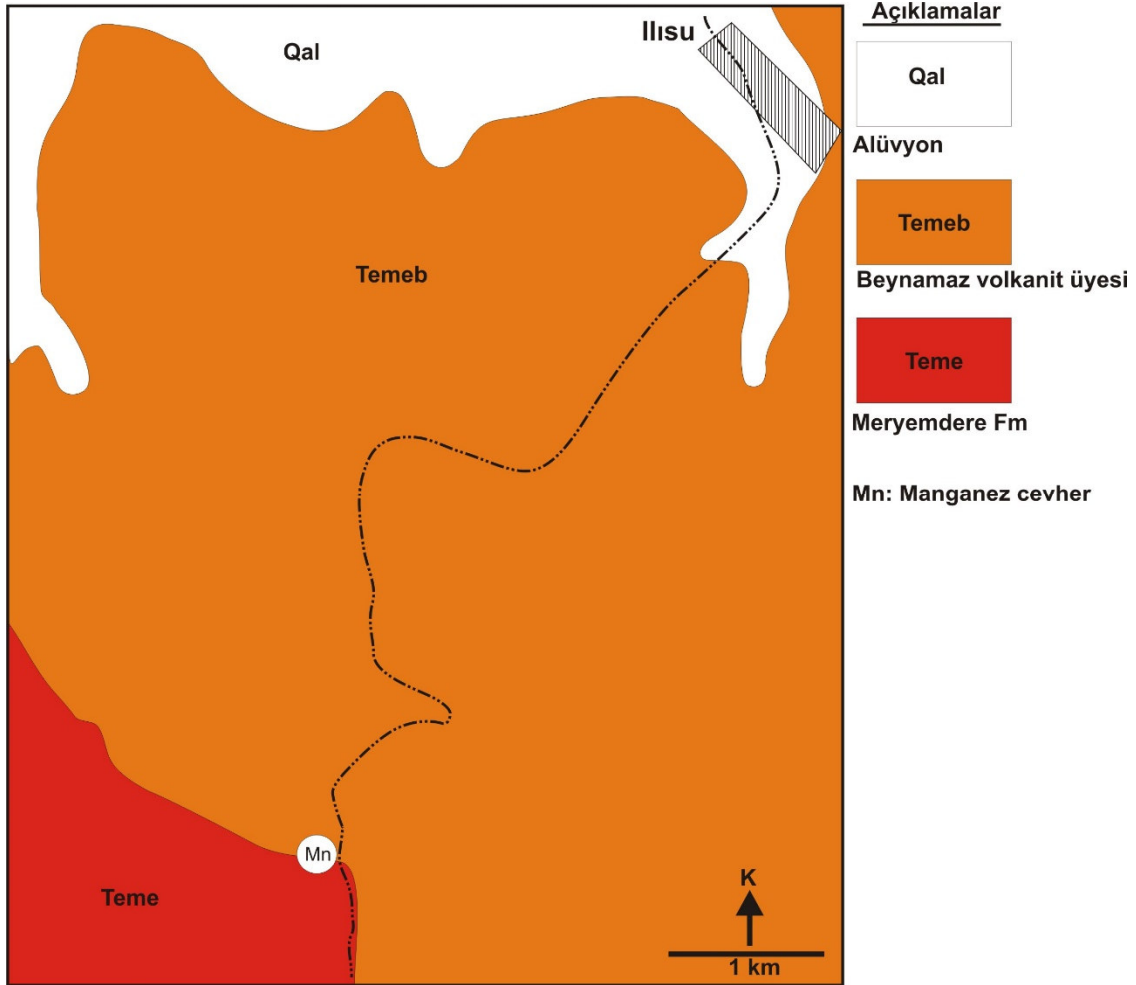 Qal
Ilısu
Temeb
Teme
Mn
K
1 km
Açıklamalar
Qal
Alüvyon
Temeb
Beynamaz volkanit üyesi
Teme
Meryemdere Fm
Mn: Manganez cevher